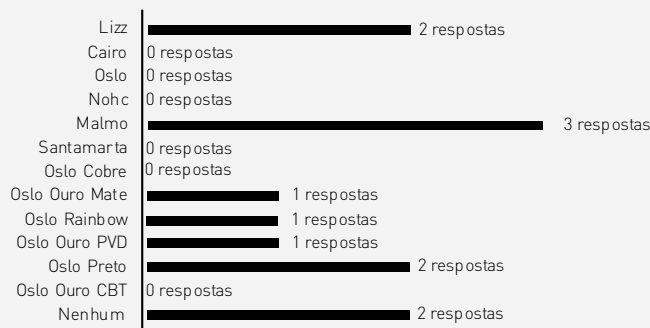 Lizz 2 respostas
Cairo 0 respostas
Oslo 0 respostas
Nohc 0 respostas
Malmo 3 respostas
Santamarta 0 respostas
Oslo Cobre 0 respostas
Oslo Ouro Mate 1 respostas
Oslo Rainbow 1 respostas
Oslo Ouro PVD 1 respostas
Oslo Preto 2 respostas
Oslo Ouro CBT 0 respostas
Nenhum 2 respostas